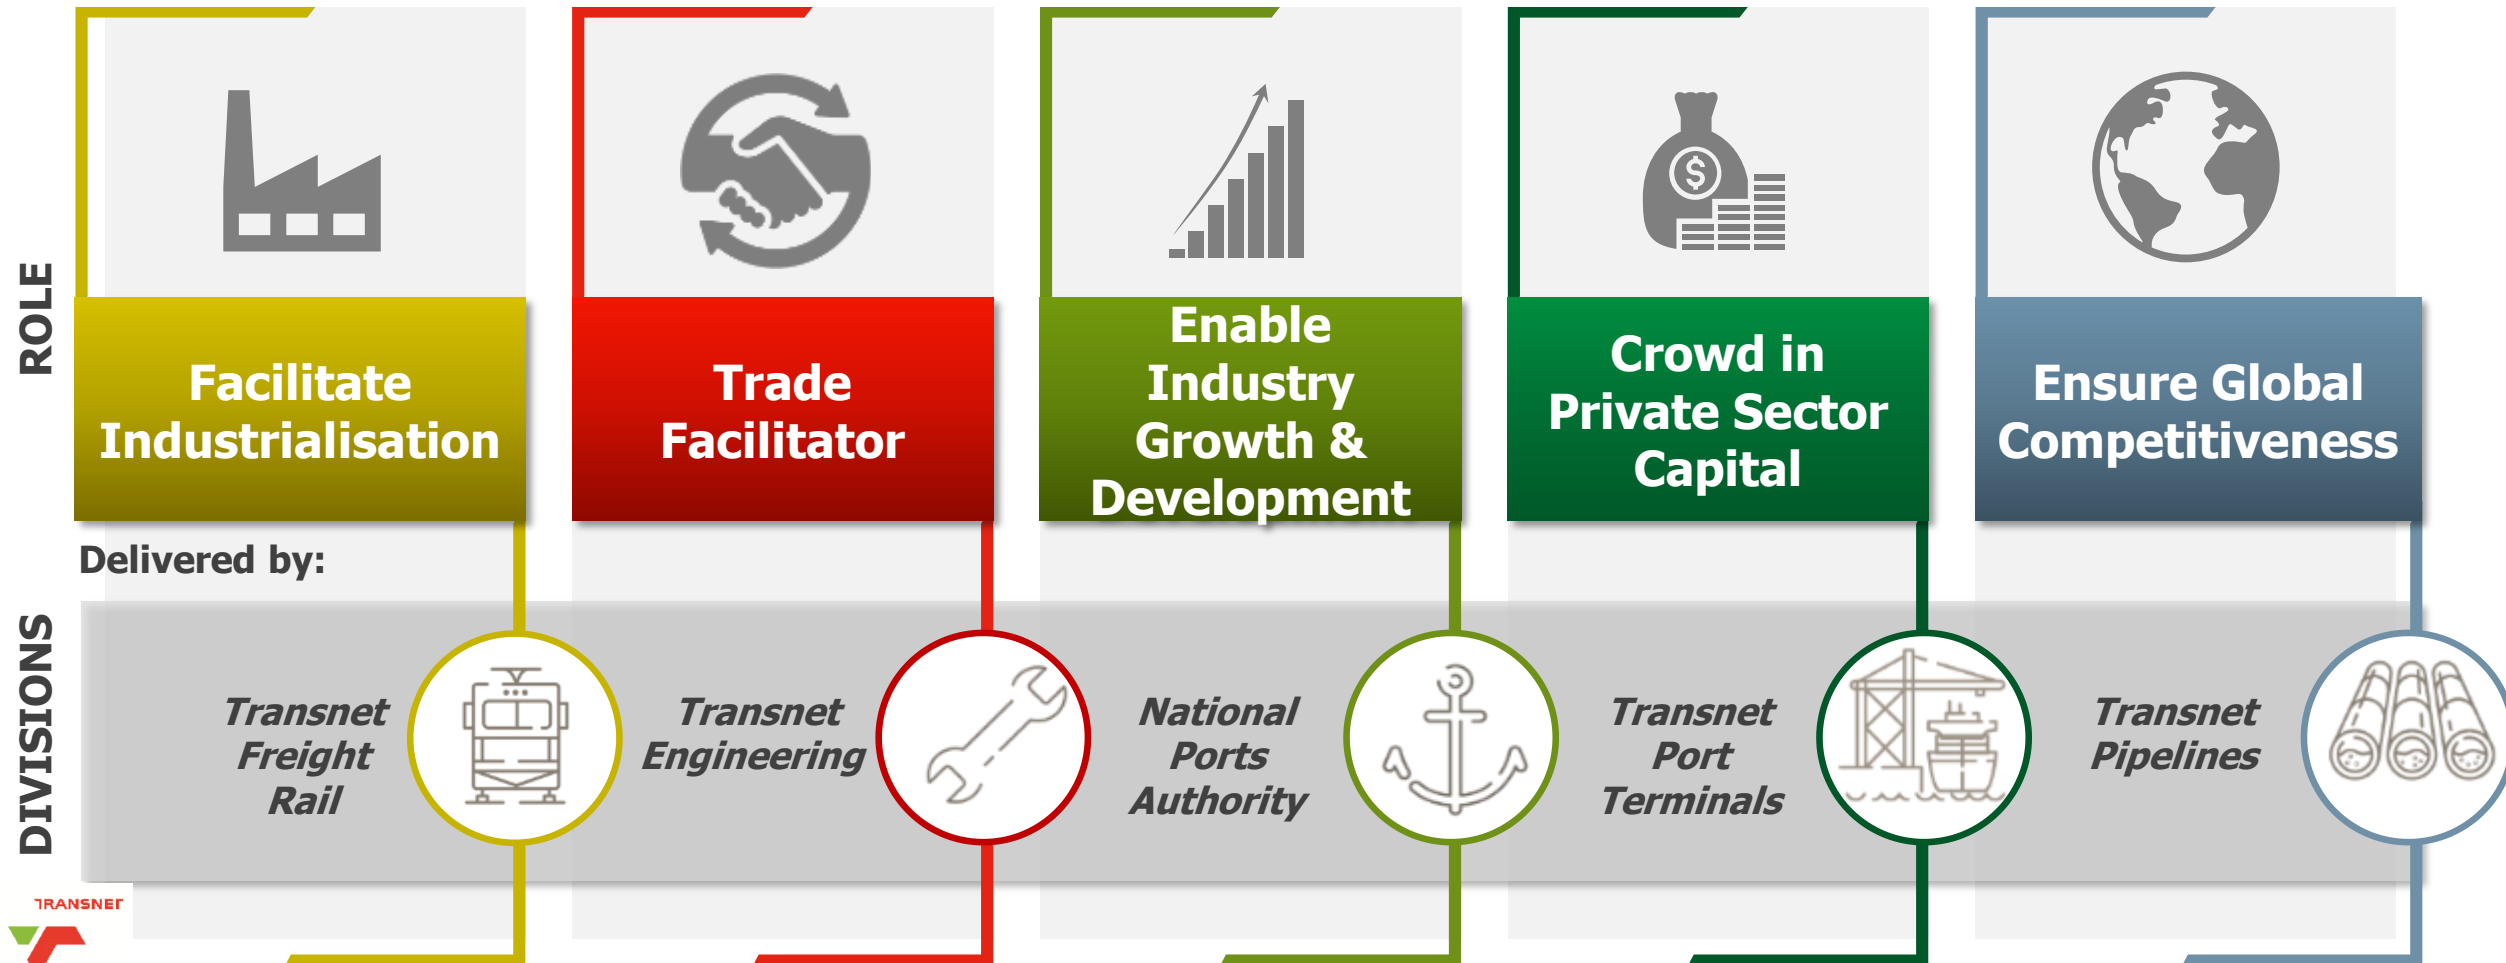 ROLE
Facilitate
Industrialisation
Trade
Facilitator
Enable
Industry
Growth &
Development
Crowd in
Private Sector
Capital
Ensure Global
Competitiveness
$
Delivered by:
DIVISIONS
Transnet
Freight
Rail
Transnet
Engineering
National
Ports
Authority
Transnet
Port
Terminals
Transnet
Pipelines
TRANSNET